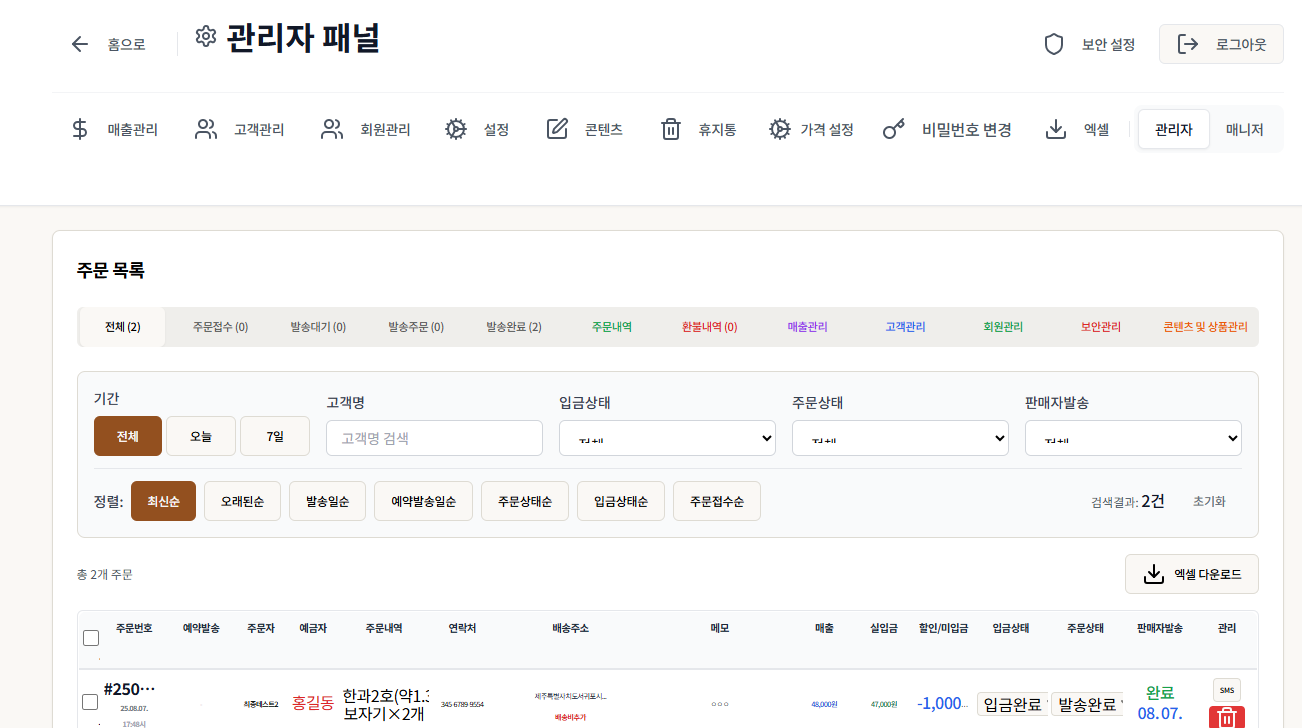 홈으로
관리자 패널
보안 설정
로그아웃
매출관리
고객관리
회원관리
설정
콘텐츠
휴지통
가격 설정
비밀번호 변경
엑셀
관리자
매니저
주문 목록
전체 (2)
주문접수 (0)
발송대기 (0)
발송주문 (0)
발송완료 (2)
주문내역
환불내역 (0)
매출관리
고객관리
회원관리
보안관리
콘텐츠 및 상품관리
기간
고객명
입금상태
주문상태
판매자발송
전체
오늘
7일
고객명 검색
정렬:
최신순
오래된순
발송일순
예약발송일순
주문상태순
입금상태순
주문접수순
검색결과: 2건
초기화
총 2개 주문
엑셀 다운로드
주문번호
예약발송
주문자
예금자
주문내역
연락처
배송주소
메모
매출
실입금
할인/미입금
입금상태
주문상태
판매자발송
관리
#250…
25.08.07.
17:48시
최종테스트2
홍길동
한과2호(약1.3
보자기×2개
345 6789 9554
세주특별사치도서귀포시...
배송비추가
ㅇㅇㅇ
48,000원
47,000원
-1,000...
입금완료
발송완료
완료
08.07.
SMS